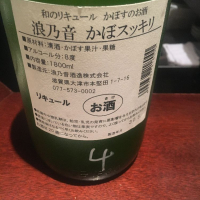 和のリキュール かぼすのお酒
浪乃音 かぼスッキリ
■原材料:清酒・かぼす果汁・果糖
■アルコール分:8度
■内容量:1800ml
■製造元:浪乃音酒造株式会社
滋賀県大津市本堅田1-7-16
077-573-0002
リキュール
お酒
4